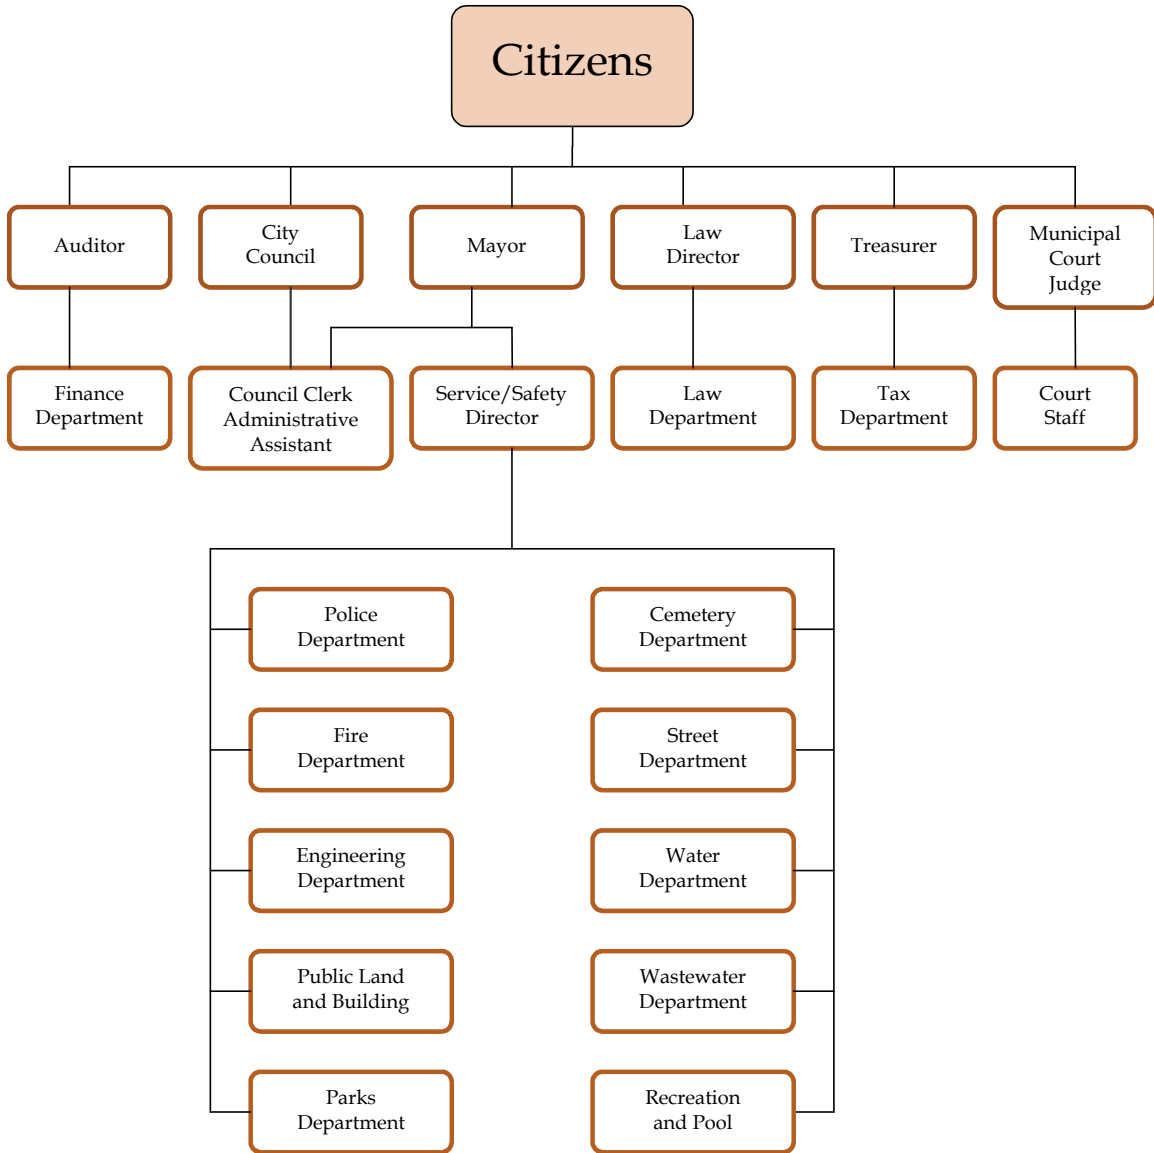 Citizens
Auditor
City
Council
Mayor
Law
Director
Treasurer
Municipal
Court
Judge
Finance
Department
Council Clerk
Administrative
Assistant
Service/Safety
Director
Law
Department
Tax
Department
Court
Staff
Police
Department
Cemetery
Department
Fire
Department
Street
Department
Engineering
Department
Water
Department
Public Land
and Building
Wastewater
Department
Parks
Department
Recreation
and Pool